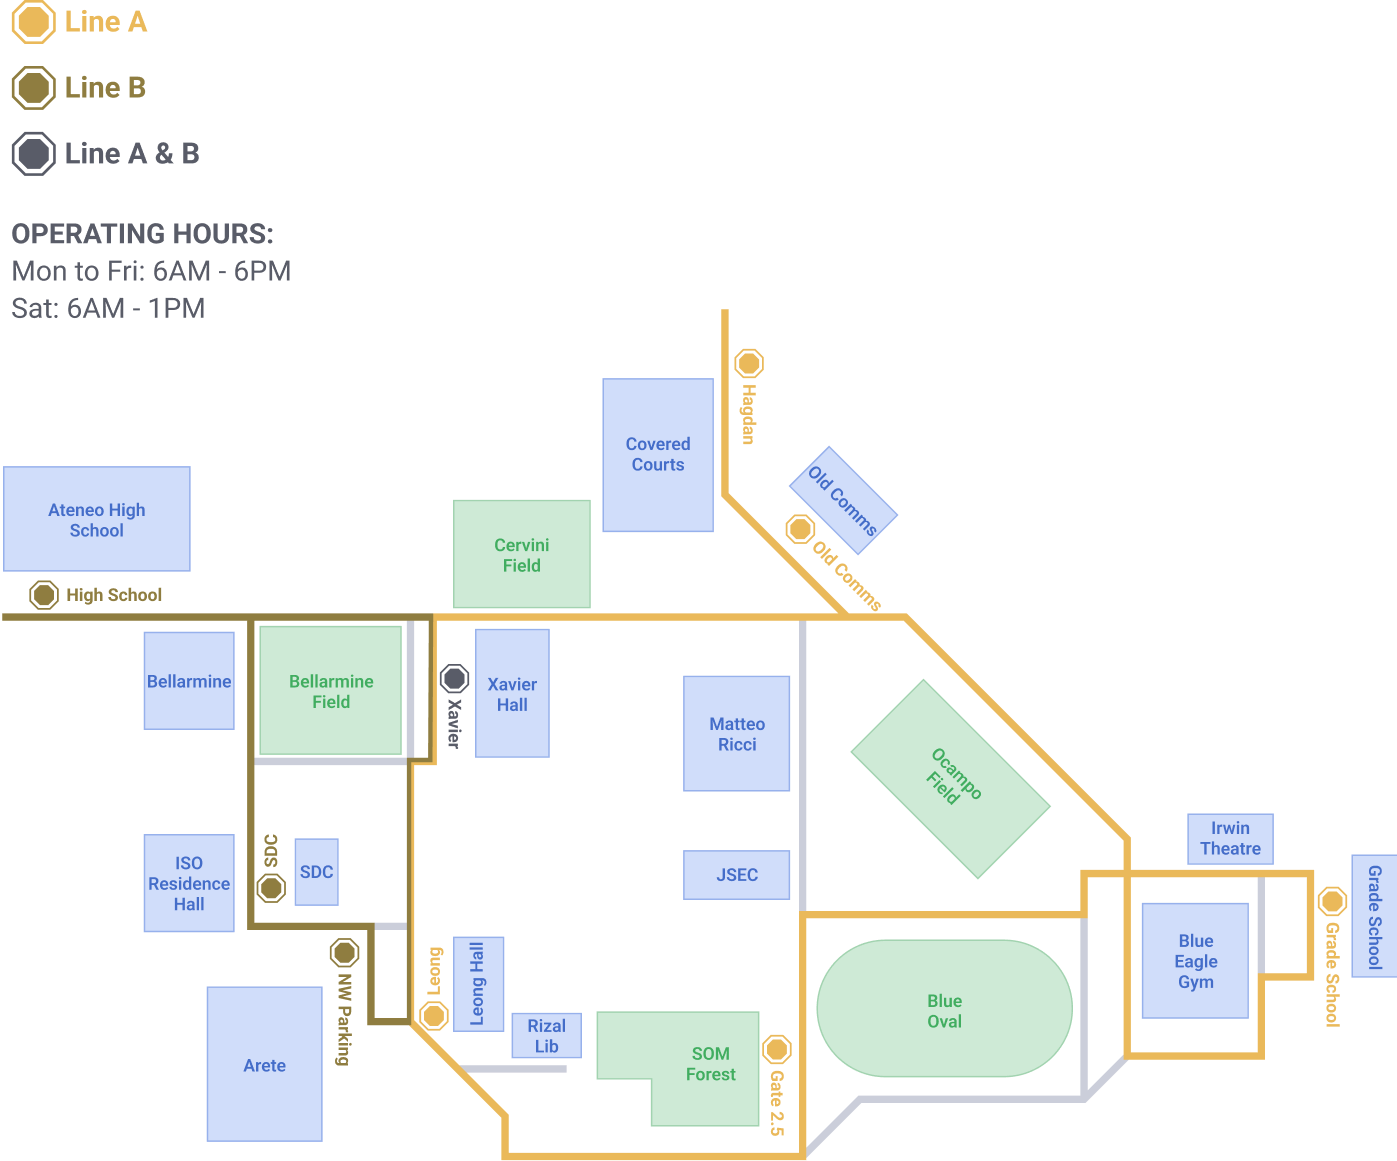 Line A
Line B
Line A & B
OPERATING HOURS:
Mon to Fri: 6AM - 6PM
Sat: 6AM - 1PM
Hagdan
Covered
Courts
Old Comms
Old Comms
Ateneo High
School
Cervini
Field
High School
Bellarmine
Bellarmine
Field
Xavier
Xavier
Hall
Matteo
Ricci
Ocampo
Field
Irwin
Theatre
SDC
SDC
ISO
Residence
Hall
JSEC
Grade School
Grade School
Blue
Eagle
Gym
Leong
Leong Hall
NW Parking
Rizal
Lib
Blue
Oval
SOM
Forest
Gate 2.5
Arete